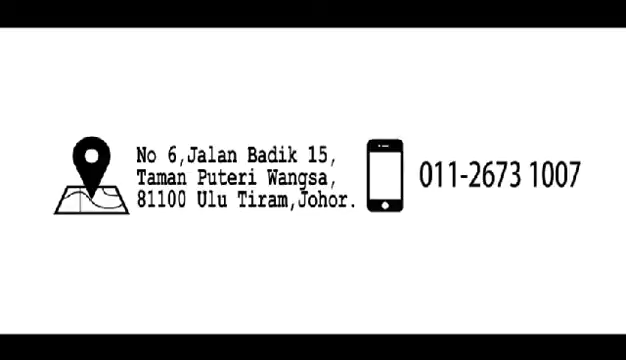 No 6,Jalan Badik 15,
Taman Puteri Wangsa,
81100 Ulu Tiram,Johor.
011-2673 1007